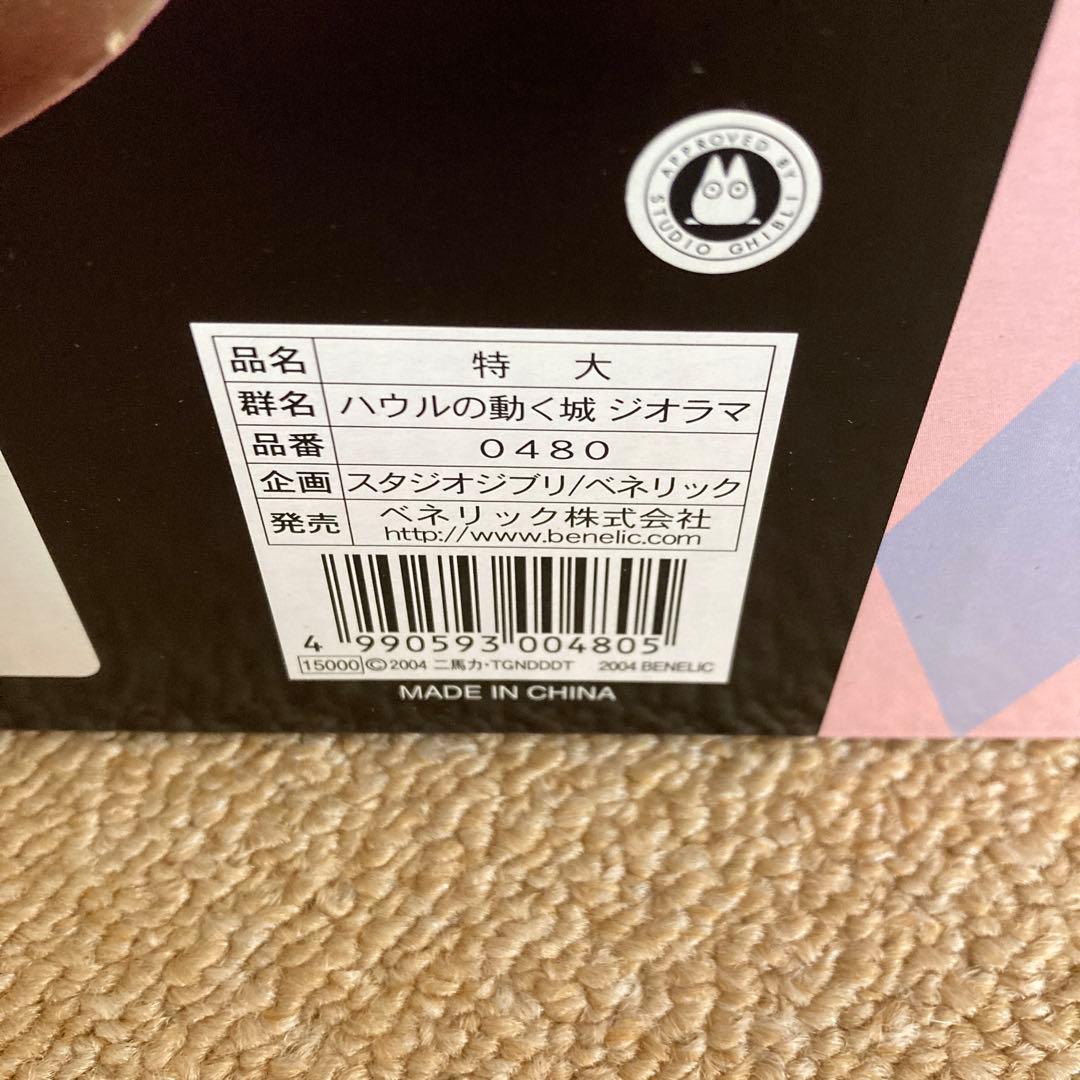 APPROVED BY
STUDIO GHIBLI
品名 特 大
群名 ハウルの動く城 ジオラマ
品番 0480
企画 スタジオジブリ/ベネリック
発売 ベネリック株式会社
http://www.benelic.com
4 990593 004805
15000 ©2004 二馬力・TGNDDDT 2004 BENELIC
MADE IN CHINA